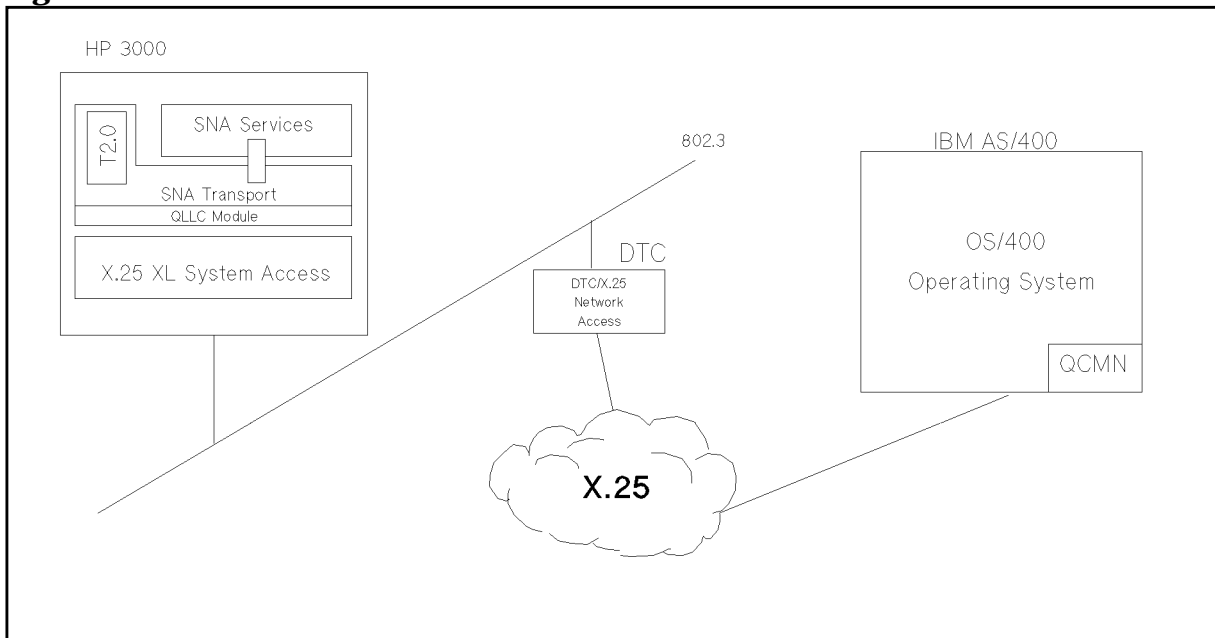 HP 3000
T2.0
SNA Services
SNA Transport
QLLC Module
X.25 XL System Access
802.3
DTC
DTC/X.25
Network
Access
X.25
IBM AS/400
OS/400
Operating System
QCMN